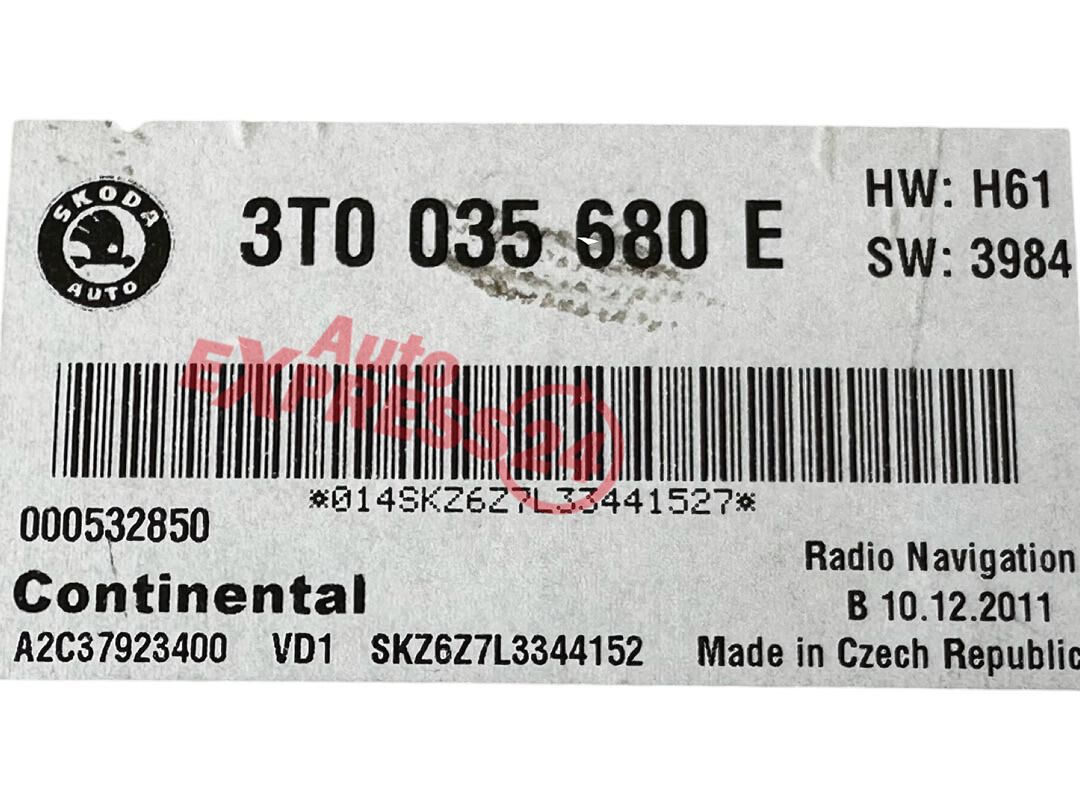 SKODA
AUTO
3T0 035 680 E
HW: H61
SW: 3984
Auto
EXPRESS24
*014SKZ6Z7L33441527*
000532850
Continental
A2C37923400 VD1 SKZ6Z7L3344152
Radio Navigation
B 10.12.2011
Made in Czech Republic